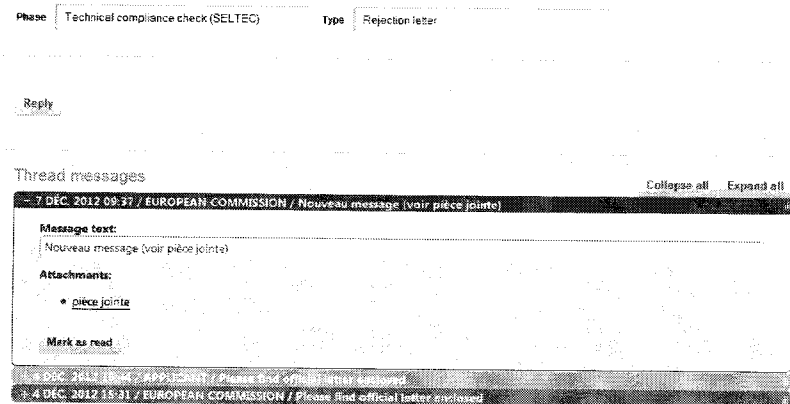 Phase Technical compliance check (SELTEC) Type Rejection letter
Reply
Thread messages
Collapse all Expand all
− 7 DÉC. 2012 09:37 / EUROPEAN COMMISSION / Nouveau message (voir pièce jointe)
Message text:
Nouveau message (voir pièce jointe)
Attachments:
• pièce jointe
Mark as read
DEC. / APPLICANT / Please find official letter enclosed
+ 4 DEC. 2012 15:31 / EUROPEAN COMMISSION / Please find official letter enclosed